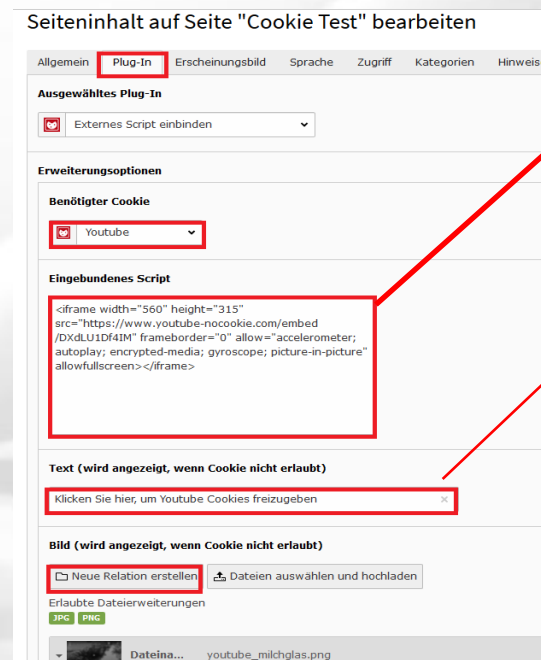 Seiteninhalt auf Seite "Cookie Test" bearbeiten
Allgemein Plug-In Erscheinungsbild Sprache Zugriff Kategorien Hinweis
Ausgewähltes Plug-In
Externes Script einbinden
Erweiterungsoptionen
Benötigter Cookie
Youtube
Eingebundenes Script
<iframe width="560" height="315"
src="https://www.youtube-nocookie.com/embed
/DXdLU1Df4IM" frameborder="0" allow="accelerometer;
autoplay; encrypted-media; gyroscope; picture-in-picture"
allowfullscreen></iframe>
Text (wird angezeigt, wenn Cookie nicht erlaubt)
Klicken Sie hier, um Youtube Cookies freizugeben
Bild (wird angezeigt, wenn Cookie nicht erlaubt)
Neue Relation erstellen Dateien auswählen und hochladen
Erlaubte Dateierweiterungen
JPG PNG
Dateina... youtube_milchglas.png